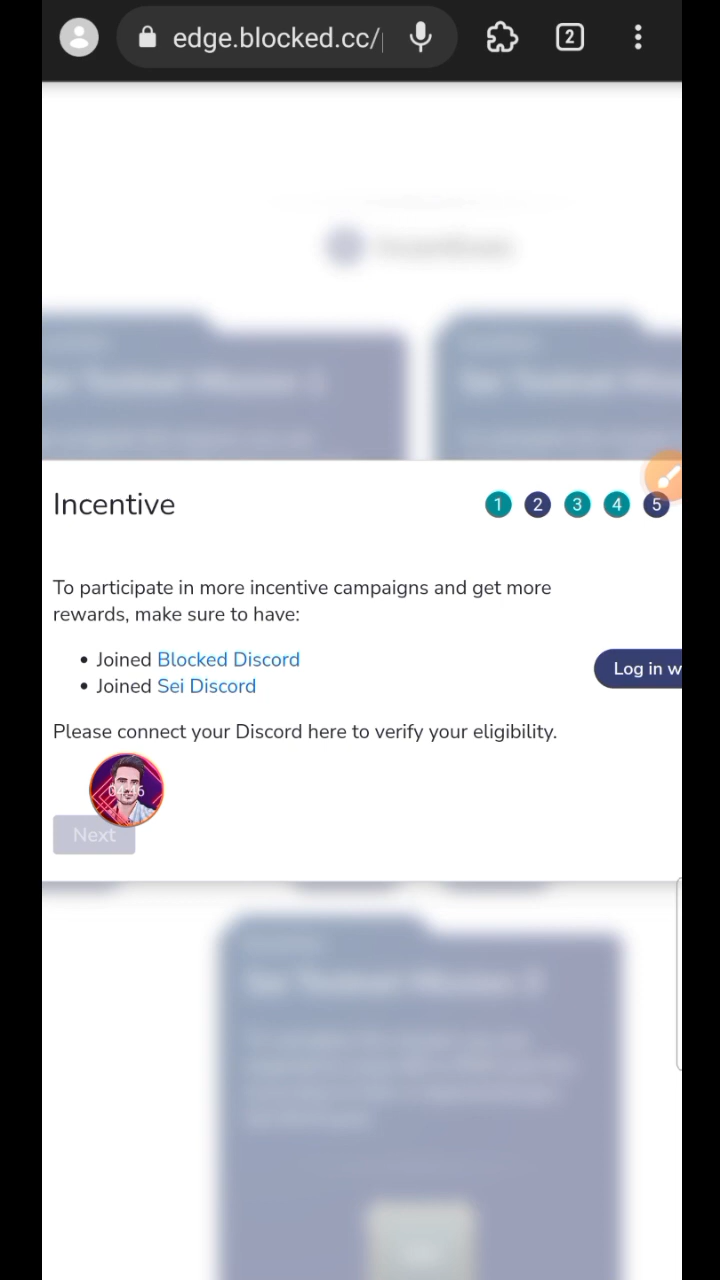 edge.blocked.cc/
2
Incentive
1 2 3 4 5
To participate in more incentive campaigns and get more
rewards, make sure to have:
• Joined Blocked Discord
• Joined Sei Discord
Log in w
Please connect your Discord here to verify your eligibility.
04:46
Next